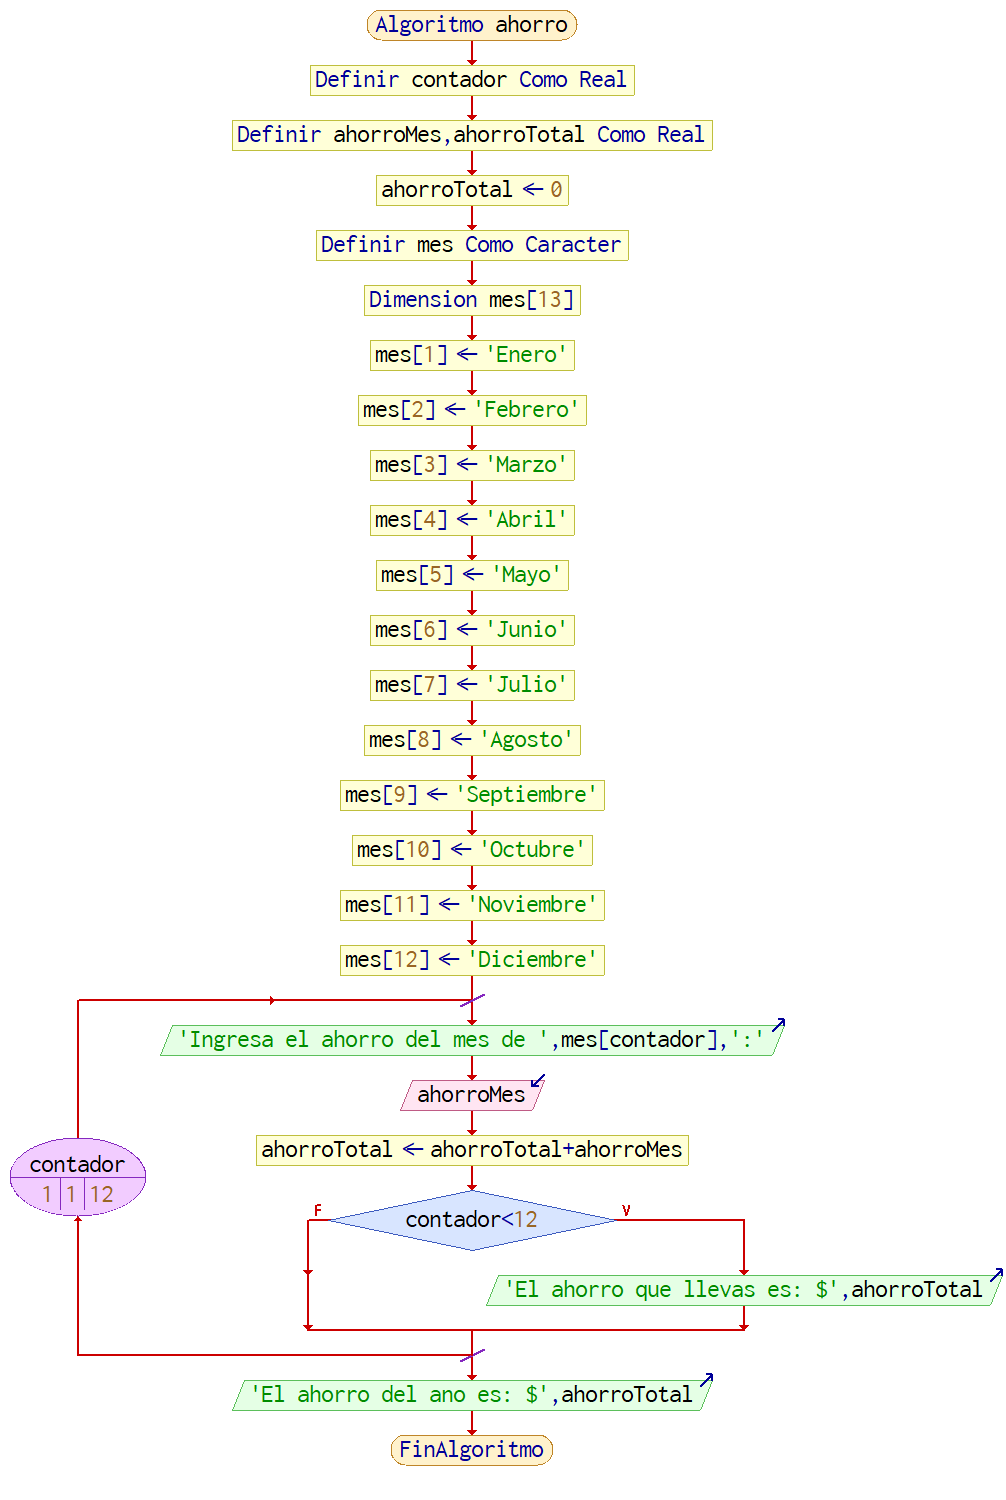 Algoritmo ahorro
Definir contador Como Real
Definir ahorroMes,ahorroTotal Como Real
ahorroTotal ← 0
Definir mes Como Caracter
Dimension mes[13]
mes[1] ← 'Enero'
mes[2] ← 'Febrero'
mes[3] ← 'Marzo'
mes[4] ← 'Abril'
mes[5] ← 'Mayo'
mes[6] ← 'Junio'
mes[7] ← 'Julio'
mes[8] ← 'Agosto'
mes[9] ← 'Septiembre'
mes[10] ← 'Octubre'
mes[11] ← 'Noviembre'
mes[12] ← 'Diciembre'
'Ingresa el ahorro del mes de ',mes[contador],':'
ahorroMes
ahorroTotal ← ahorroTotal+ahorroMes
contador
1 1 12
F contador<12 V
'El ahorro que llevas es: $',ahorroTotal
'El ahorro del ano es: $',ahorroTotal
FinAlgoritmo